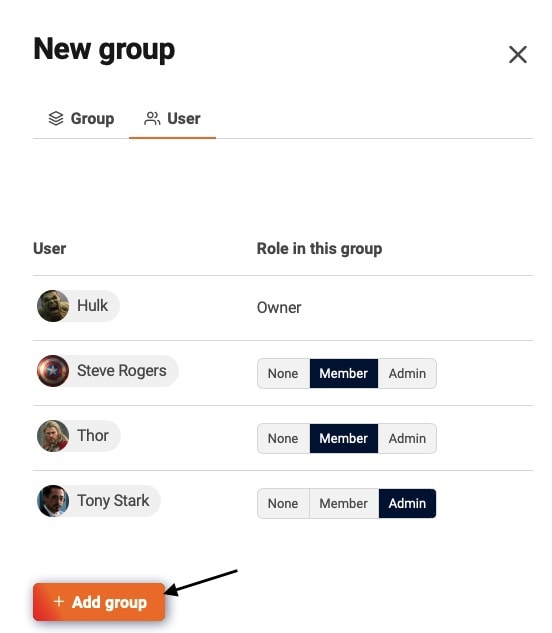 New group
Group User
User Role in this group
Hulk Owner
Steve Rogers None Member Admin
Thor None Member Admin
Tony Stark None Member Admin
+ Add group